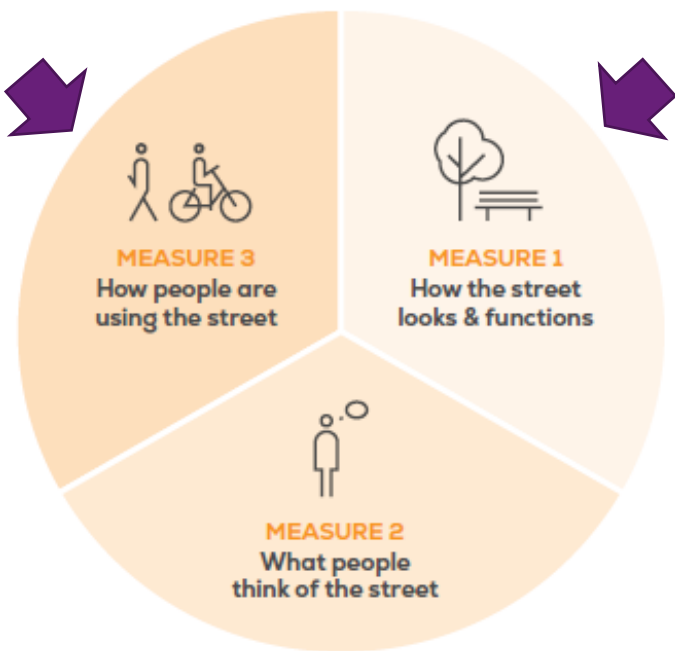 MEASURE 3
How people are
using the street
MEASURE 1
How the street
looks & functions
MEASURE 2
What people
think of the street